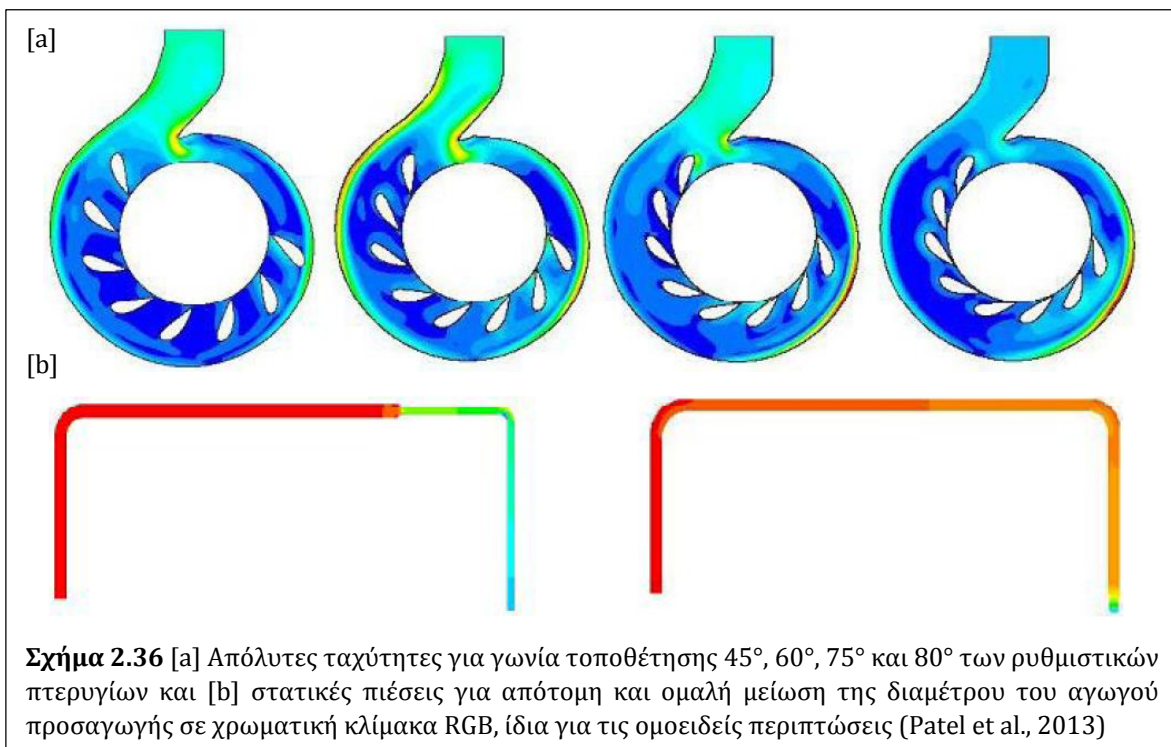 [a]
[b]
Σχήμα 2.36 [a] Απόλυτες ταχύτητες για γωνία τοποθέτησης 45°, 60°, 75° και 80° των ρυθμιστικών
πτερυγίων και [b] στατικές πιέσεις για απότομη και ομαλή μείωση της διαμέτρου του αγωγού
προσαγωγής σε χρωματική κλίμακα RGB, ίδια για τις ομοειδείς περιπτώσεις (Patel et al., 2013)